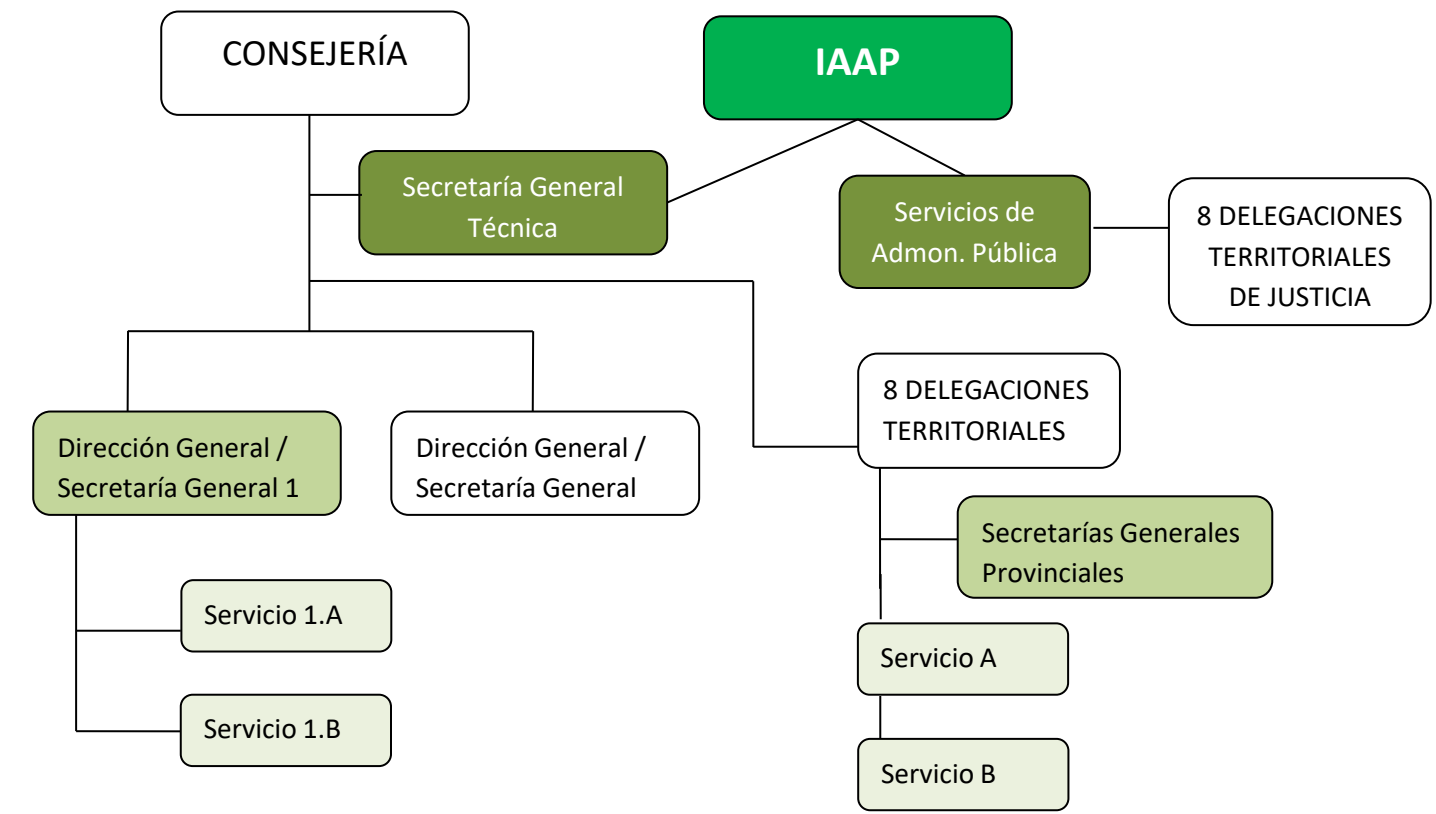 CONSEJERÍA
IAAP
Secretaría General
Técnica
Servicios de
Admon. Pública
8 DELEGACIONES
TERRITORIALES
DE JUSTICIA
8 DELEGACIONES
TERRITORIALES
Dirección General /
Secretaría General 1
Dirección General /
Secretaría General
Secretarías Generales
Provinciales
Servicio 1.A
Servicio A
Servicio 1.B
Servicio B